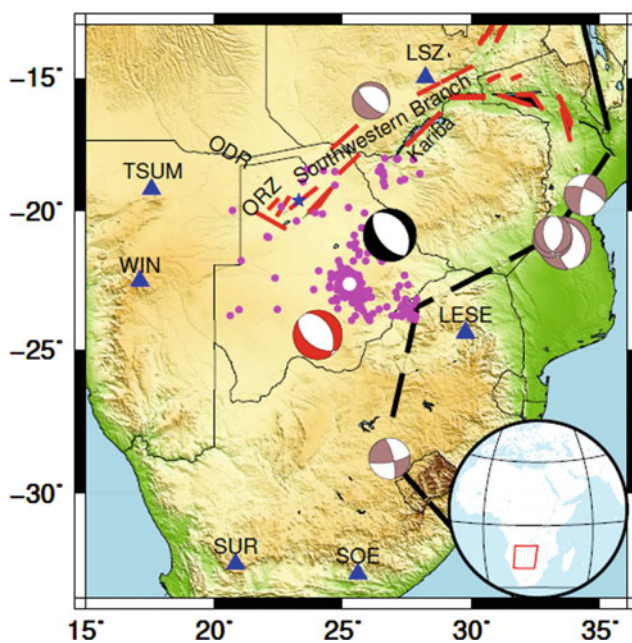 LSZ
−15˚
Southwestern Branch
Kariba
ODR
TSUM
ORZ
−20˚
WIN
LESE
−25˚
−30˚
SUR
SOE
15˚ 20˚ 25˚ 30˚ 35˚